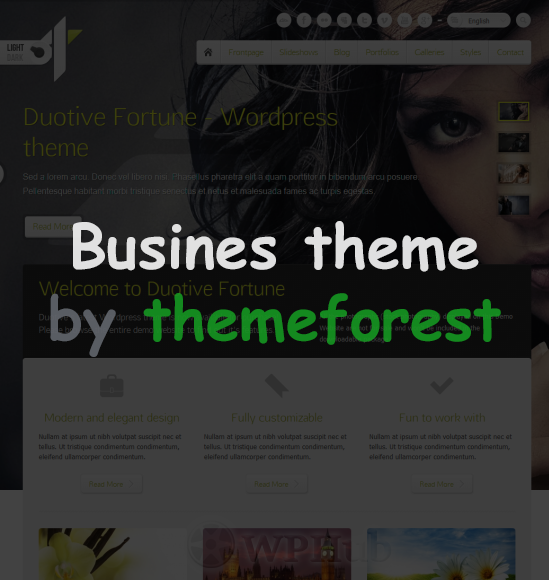 English
LIGHT
DARK
Frontpage Slideshows Blog Portfolios Galleries Styles Contact
Duotive Fortune - Wordpress
theme
Sed a lorem arcu. Donec vel libero nisi. Phasellus pharetra elit a quam porttitor in bibendum arcu posuere.
Pellentesque habitant morbi tristique senectus et netus et malesuada fames ac turpis egestas.
Read More
Busines theme
Welcome to Duotive Fortune
by themeforest
Modern and elegant design
Fully customizable
Fun to work with
Nullam at ipsum ut nibh volutpat suscipit nec et
tellus. Ut tristique condimentum condimentum,
eleifend ullamcorper condimentum.
Nullam at ipsum ut nibh volutpat suscipit nec et
tellus. Ut tristique condimentum condimentum,
eleifend ullamcorper condimentum.
Nullam at ipsum ut nibh volutpat suscipit nec et
tellus. Ut tristique condimentum condimentum,
eleifend ullamcorper condimentum.
Read More
Read More
Read More
WPHUB